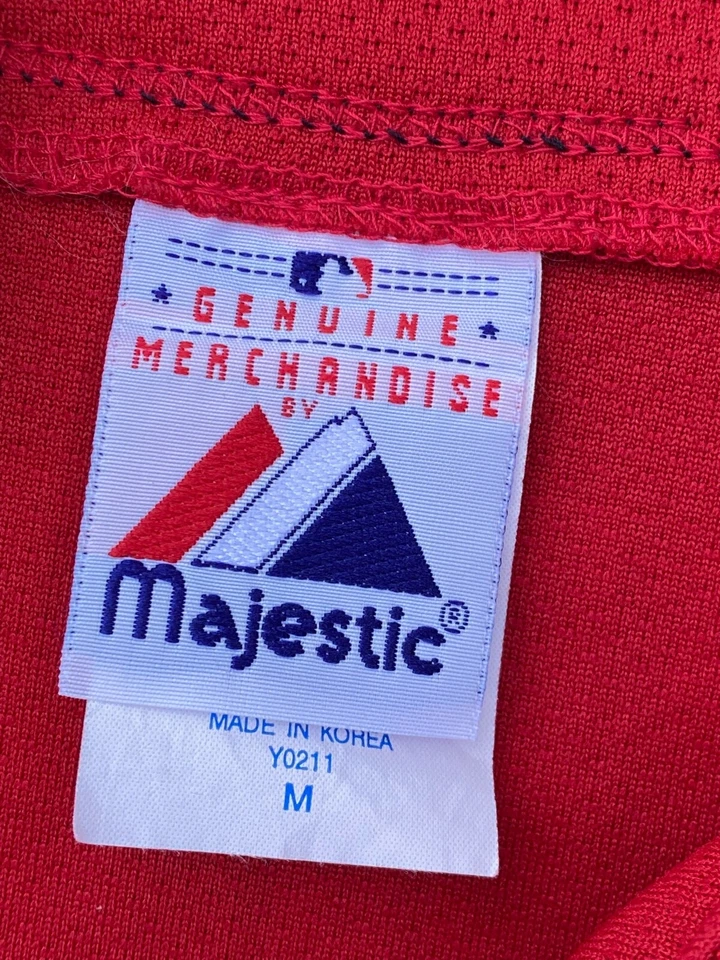 GENUINE
MERCHANDISE
BY
Majestic®
MADE IN KOREA
Y0211
M